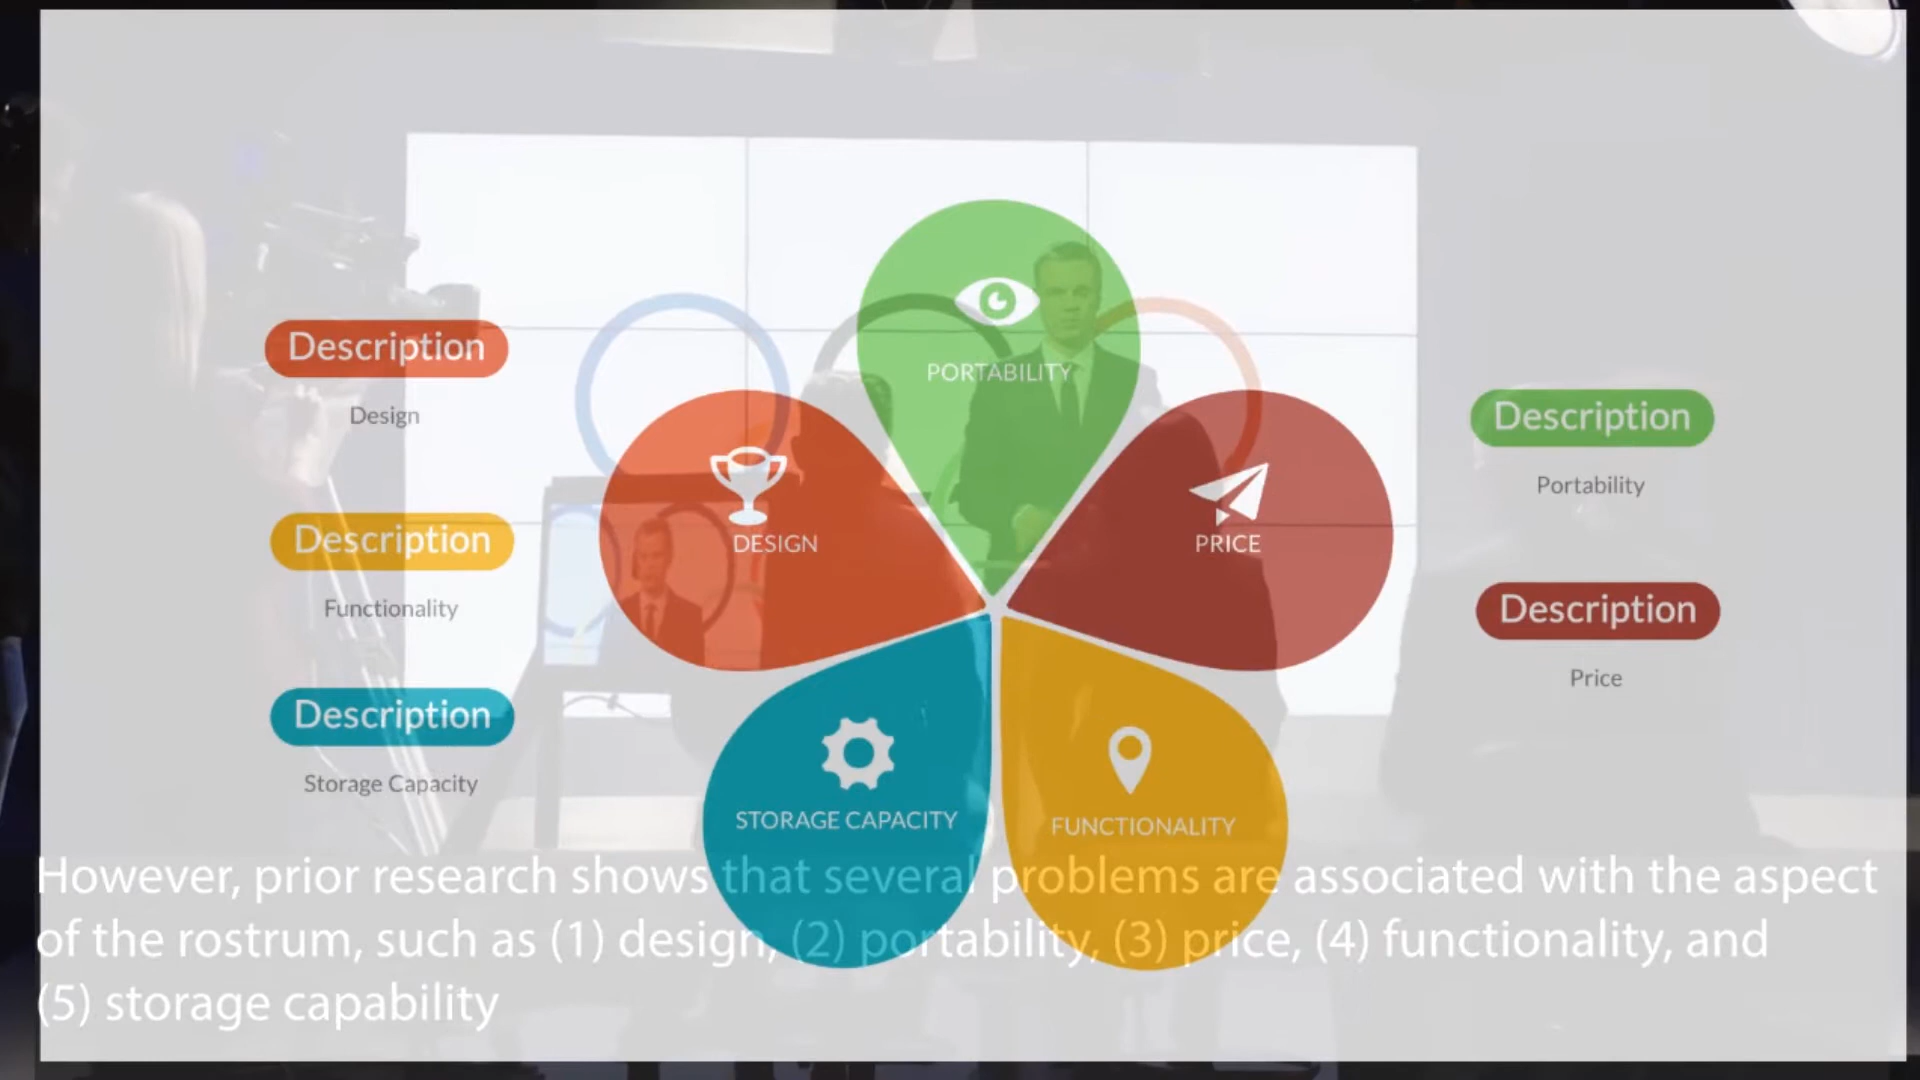 Description
Design
Description
Functionality
Description
Storage Capacity
PORTABILITY
DESIGN
PRICE
STORAGE CAPACITY
FUNCTIONALITY
Description
Portability
Description
Price
However, prior research shows that several problems are associated with the aspect
of the rostrum, such as (1) design, (2) portability, (3) price, (4) functionality, and
(5) storage capability